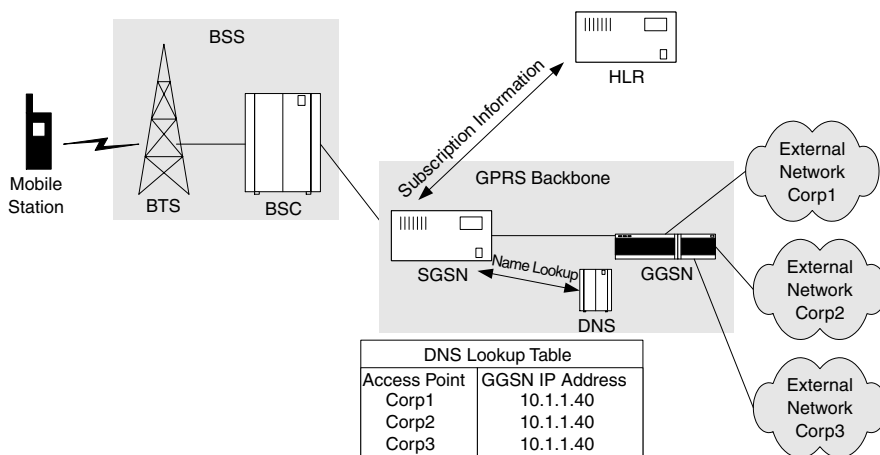 BSS
HLR
Mobile
Station
BTS
BSC
Subscription Information
GPRS Backbone
SGSN
Name Lookup
DNS
GGSN
External
Network
Corp1
External
Network
Corp2
External
Network
Corp3
DNS Lookup Table
Access Point GGSN IP Address
Corp1 10.1.1.40
Corp2 10.1.1.40
Corp3 10.1.1.40